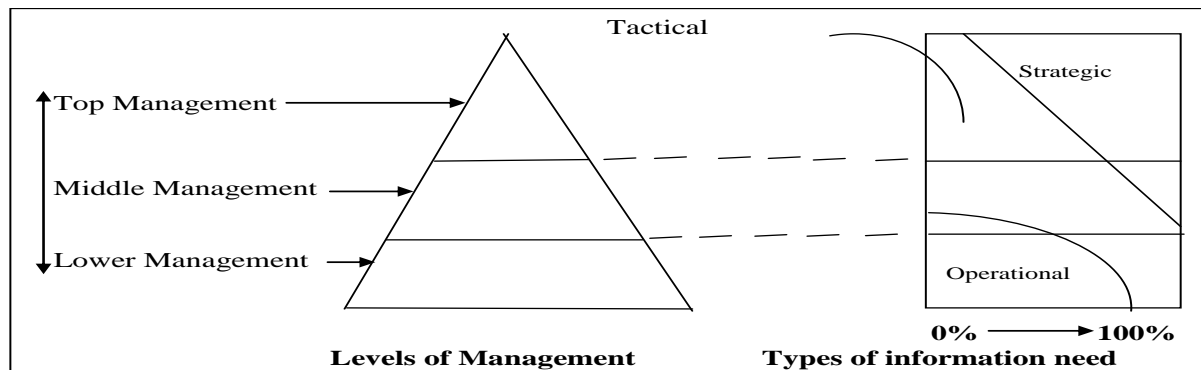 Tactical
Strategic
Top Management
Middle Management
Lower Management
Operational
0% 100%
Levels of Management Types of information need